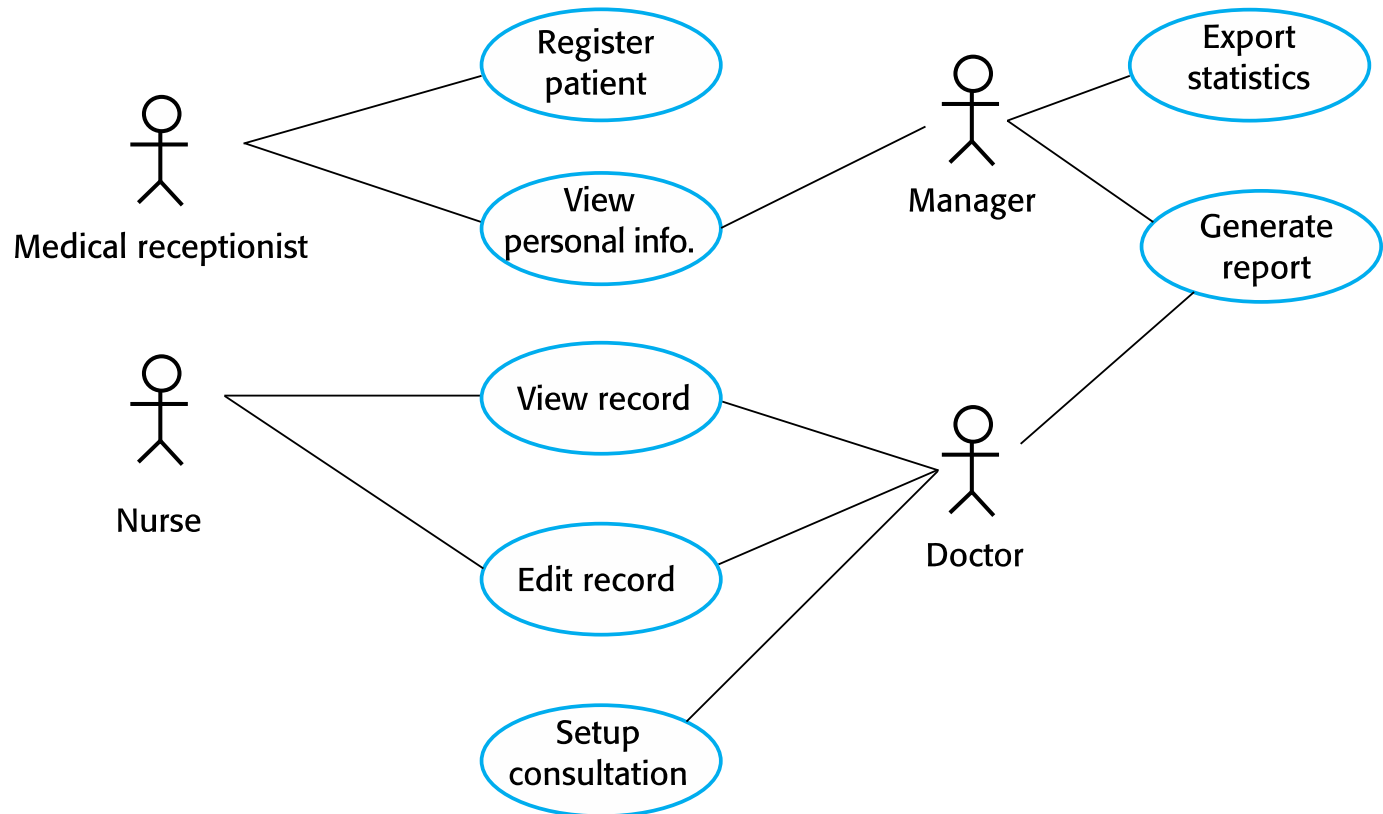 Register
patient
Export
statistics
Medical receptionist
View
personal info.
Manager
Generate
report
Nurse
View record
Edit record
Doctor
Setup
consultation